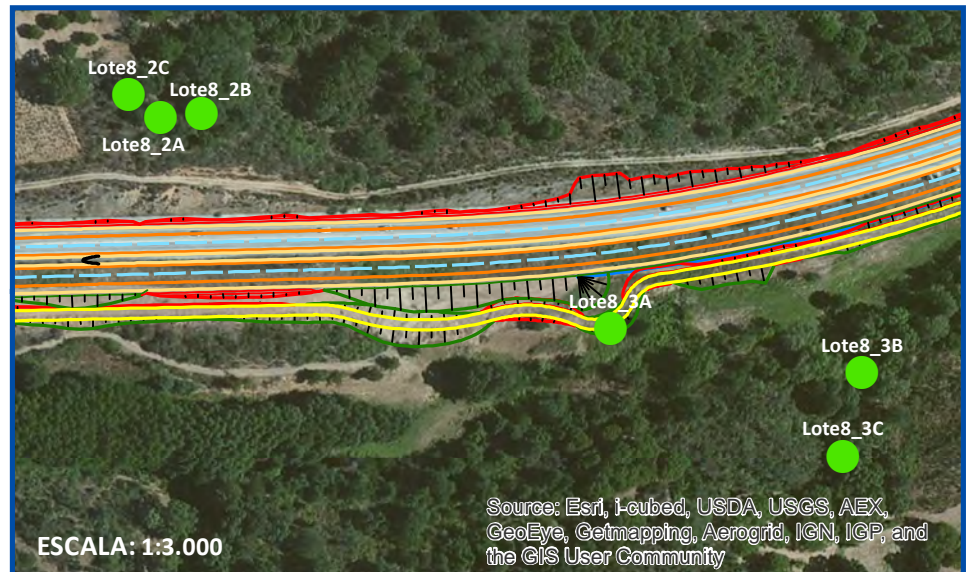 Lote8_2C
Lote8_2B
Lote8_2A
Lote8_3A
Lote8_3B
Lote8_3C
Source: Esri, i-cubed, USDA, USGS, AEX,
GeoEye, Getmapping, Aerogrid, IGN, IGP, and
the GIS User Community
ESCALA: 1:3.000